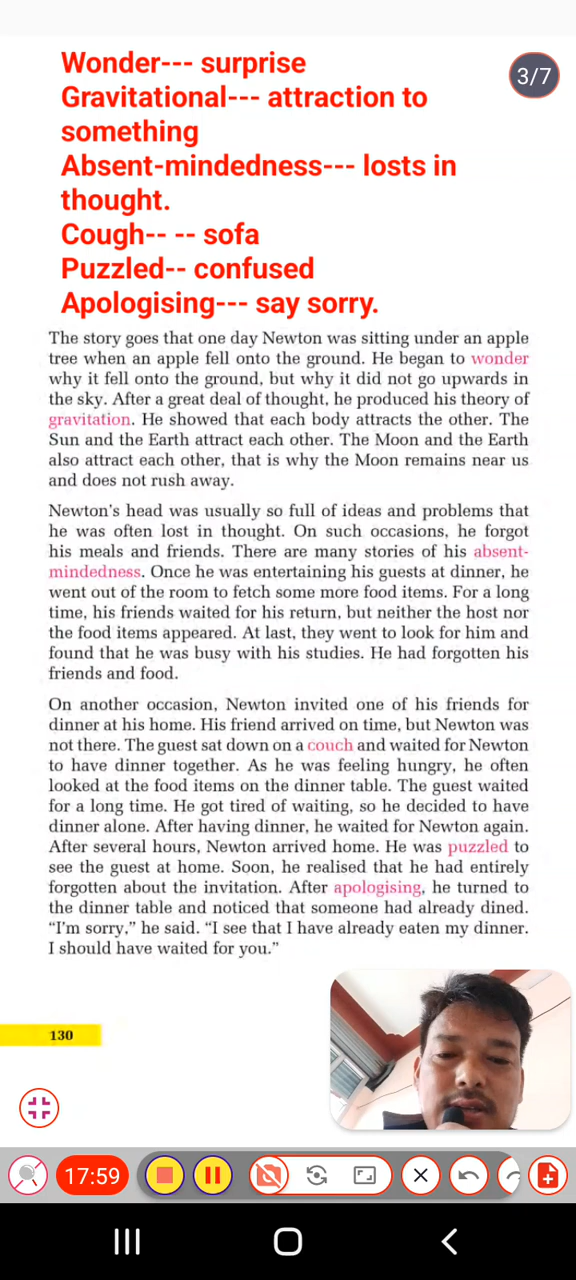 Wonder--- surprise
3/7
Gravitational--- attraction to
something
Absent-mindedness--- losts in
thought.
Cough-- -- sofa
Puzzled-- confused
Apologising--- say sorry.
The story goes that one day Newton was sitting under an apple
tree when an apple fell onto the ground. He began to wonder
why it fell onto the ground, but why it did not go upwards in
the sky. After a great deal of thought, he produced his theory of
gravitation. He showed that each body attracts the other. The
Sun and the Earth attract each other. The Moon and the Earth
also attract each other, that is why the Moon remains near us
and does not rush away.
Newton's head was usually so full of ideas and problems that
he was often lost in thought. On such occasions, he forgot
his meals and friends. There are many stories of his absent-
mindedness. Once he was entertaining his guests at dinner, he
went out of the room to fetch some more food items. For a long
time, his friends waited for his return, but neither the host nor
the food items appeared. At last, they went to look for him and
found that he was busy with his studies. He had forgotten his
friends and food.
On another occasion, Newton invited one of his friends for
dinner at his home. His friend arrived on time, but Newton was
not there. The guest sat down on a couch and waited for Newton
to have dinner together. As he was feeling hungry, he often
looked at the food items on the dinner table. The guest waited
for a long time. He got tired of waiting, so he decided to have
dinner alone. After having dinner, he waited for Newton again.
After several hours, Newton arrived home. He was puzzled to
see the guest at home. Soon, he realised that he had entirely
forgotten about the invitation. After apologising, he turned to
the dinner table and noticed that someone had already dined.
“I'm sorry,” he said. “I see that I have already eaten my dinner.
I should have waited for you.”
130
17:59